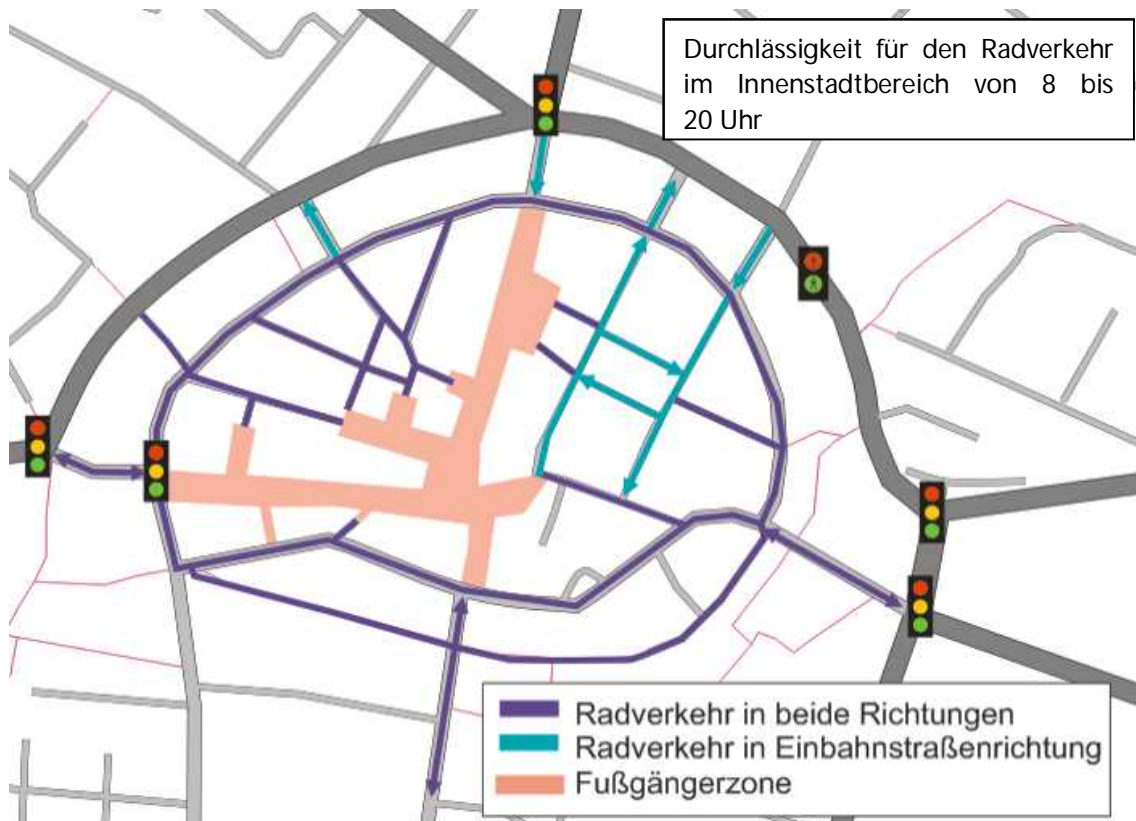 Durchlässigkeit für den Radverkehr
im Innenstadtbereich von 8 bis
20 Uhr
Radverkehr in beide Richtungen
Radverkehr in Einbahnstraßenrichtung
Fußgängerzone